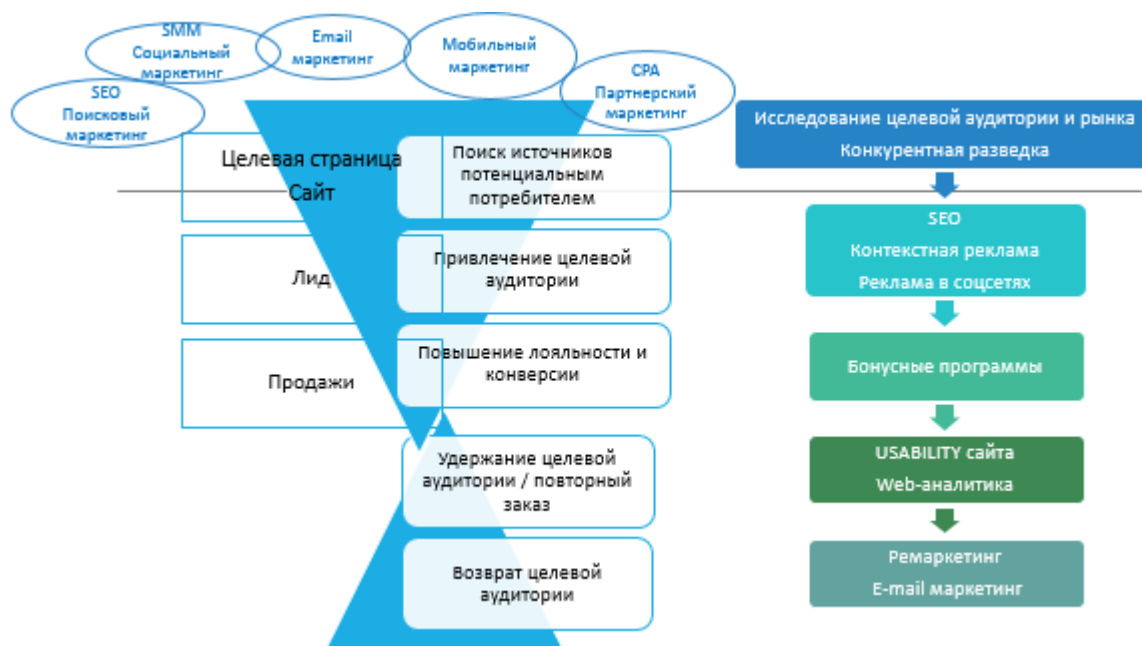 SMM
Социальный
маркетинг
Email
маркетинг
Мобильный
маркетинг
CPA
Партнерский
маркетинг
SEO
Поисковый
маркетинг
Целевая страница
Сайт
Лид
Продажи
Поиск источников
потенциальным
потребителем
Привлечение целевой
аудитории
Повышение лояльности и
конверсии
Удержание целевой
аудитории / повторный
заказ
Возврат целевой
аудитории
Исследование целевой аудитории и рынка
Конкурентная разведка
SEO
Контекстная реклама
Реклама в соцсетях
Бонусные программы
USABILITY сайта
Web-аналитика
Ремаркетинг
E-mail маркетинг